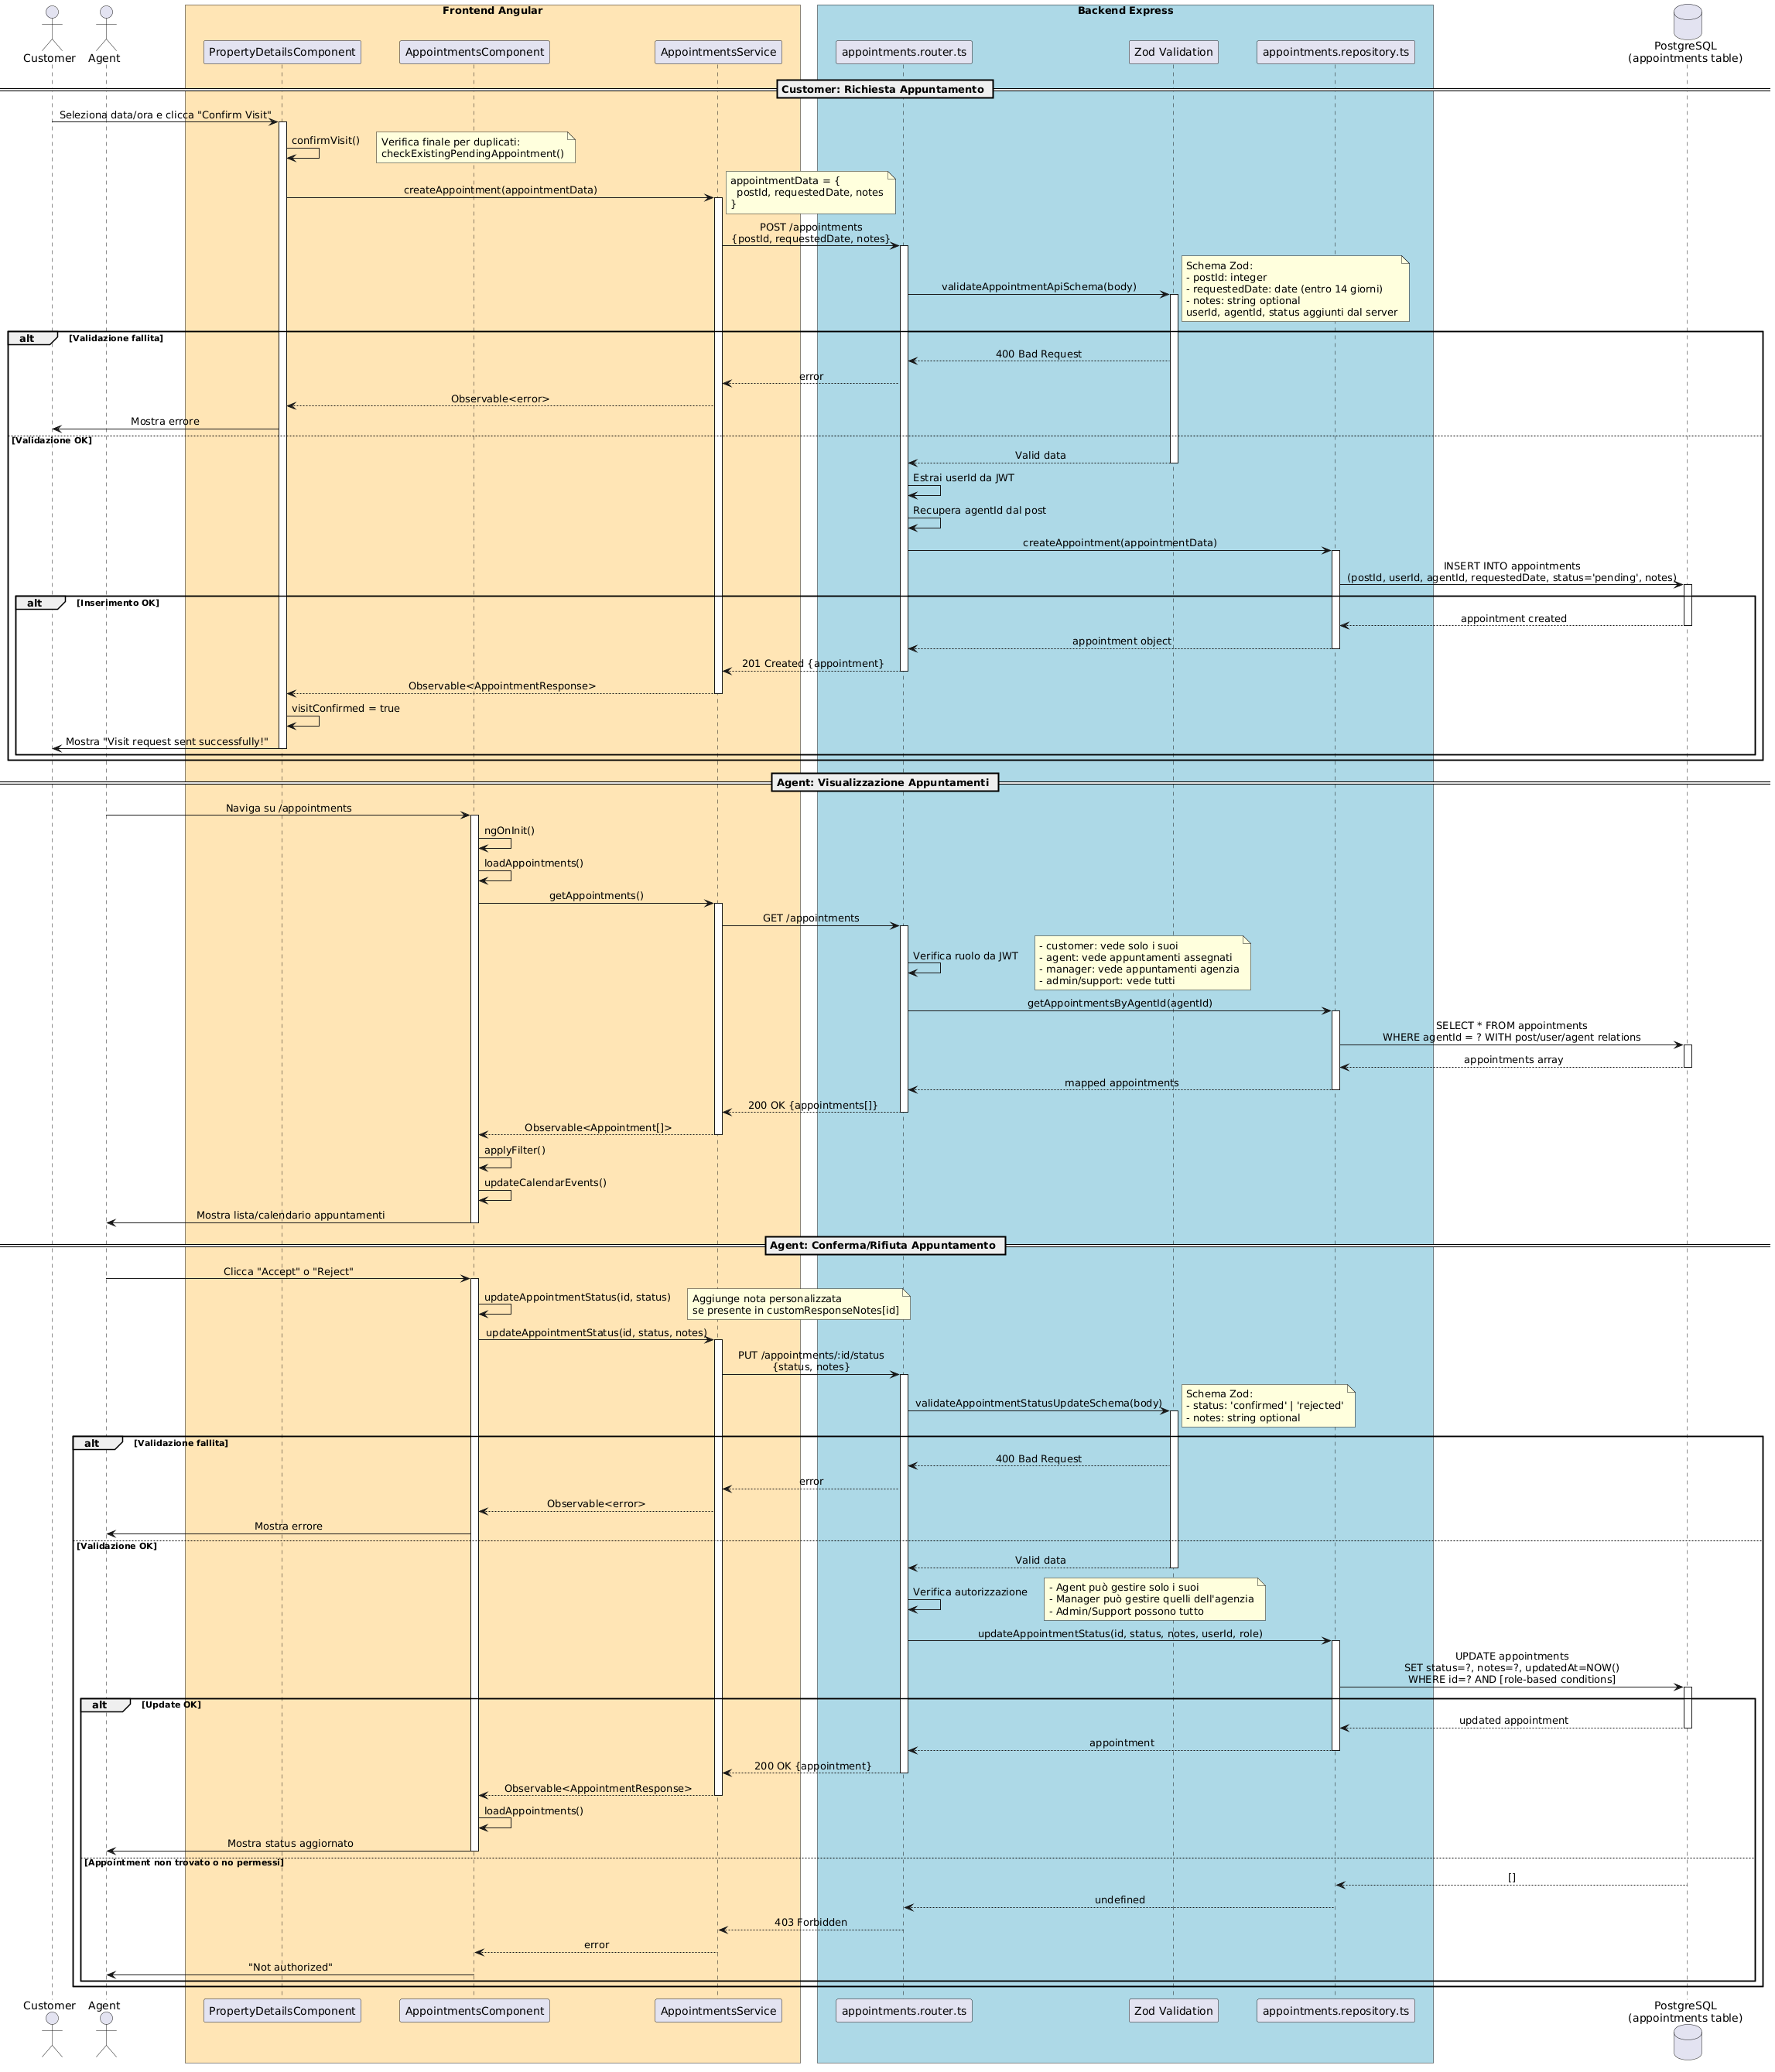 Frontend Angular
Backend Express
Customer
Agent
PropertyDetailsComponent
AppointmentsComponent
AppointmentsService
appointments.router.ts
Zod Validation
appointments.repository.ts
PostgreSQL
(appointments table)
Customer: Richiesta Appuntamento
Seleziona data/ora e clicca "Confirm Visit"
confirmVisit()
Verifica finale per duplicati:
checkExistingPendingAppointment()
createAppointment(appointmentData)
appointmentData = {
postId, requestedDate, notes
}
POST /appointments
{postId, requestedDate, notes}
validateAppointmentApiSchema(body)
Schema Zod:
- postId: integer
- requestedDate: date (entro 14 giorni)
- notes: string optional
userId, agentId, status aggiunti dal server
alt
[Validazione fallita]
400 Bad Request
error
Observable<error>
Mostra errore
[Validazione OK]
Valid data
Estrai userId da JWT
Recupera agentId dal post
createAppointment(appointmentData)
INSERT INTO appointments
(postId, userId, agentId, requestedDate, status='pending', notes)
alt
[Inserimento OK]
appointment created
appointment object
201 Created {appointment}
Observable<AppointmentResponse>
visitConfirmed = true
Mostra "Visit request sent successfully!"
Agent: Visualizzazione Appuntamenti
Naviga su /appointments
ngOnInit()
loadAppointments()
getAppointments()
GET /appointments
Verifica ruolo da JWT
- customer: vede solo i suoi
- agent: vede appuntamenti assegnati
- manager: vede appuntamenti agenzia
- admin/support: vede tutti
getAppointmentsByAgentId(agentId)
SELECT * FROM appointments
WHERE agentId = ? WITH post/user/agent relations
appointments array
mapped appointments
200 OK {appointments[]}
Observable<Appointment[]>
applyFilter()
updateCalendarEvents()
Mostra lista/calendario appuntamenti
Agent: Conferma/Rifiuta Appuntamento
Clicca "Accept" o "Reject"
updateAppointmentStatus(id, status)
Aggiunge nota personalizzata
se presente in customResponseNotes[id]
updateAppointmentStatus(id, status, notes)
PUT /appointments/:id/status
{status, notes}
validateAppointmentStatusUpdateSchema(body)
Schema Zod:
- status: 'confirmed' | 'rejected'
- notes: string optional
alt
[Validazione fallita]
400 Bad Request
error
Observable<error>
Mostra errore
[Validazione OK]
Valid data
Verifica autorizzazione
- Agent può gestire solo i suoi
- Manager può gestire quelli dell'agenzia
- Admin/Support possono tutto
updateAppointmentStatus(id, status, notes, userId, role)
UPDATE appointments
SET status=?, notes=?, updatedAt=NOW()
WHERE id=? AND [role-based conditions]
alt
[Update OK]
updated appointment
appointment
200 OK {appointment}
Observable<AppointmentResponse>
loadAppointments()
Mostra status aggiornato
[Appointment non trovato o no permessi]
[]
undefined
403 Forbidden
error
"Not authorized"
Customer
Agent
PropertyDetailsComponent
AppointmentsComponent
AppointmentsService
appointments.router.ts
Zod Validation
appointments.repository.ts
PostgreSQL
(appointments table)